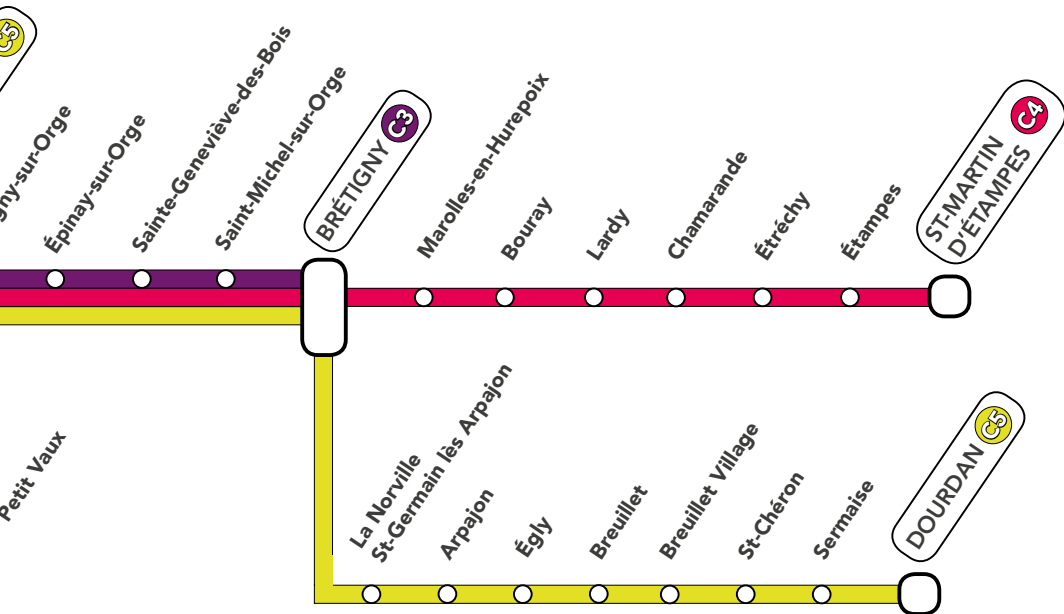 C5
Épinay-sur-Orge
Sainte-Geneviève-des-Bois
Saint-Michel-sur-Orge
BRÉTIGNY C3
Marolles-en-Hurepoix
Bouray
Lardy
Chamarande
Étréchy
Étampes
ST-MARTIN
D'ÉTAMPES
C4
Petit Vaux
La Norville
St-Germain lès Arpajon
Arpajon
Égly
Breuillet
Breuillet Village
St-Chéron
Sermaise
DOURDAN C5